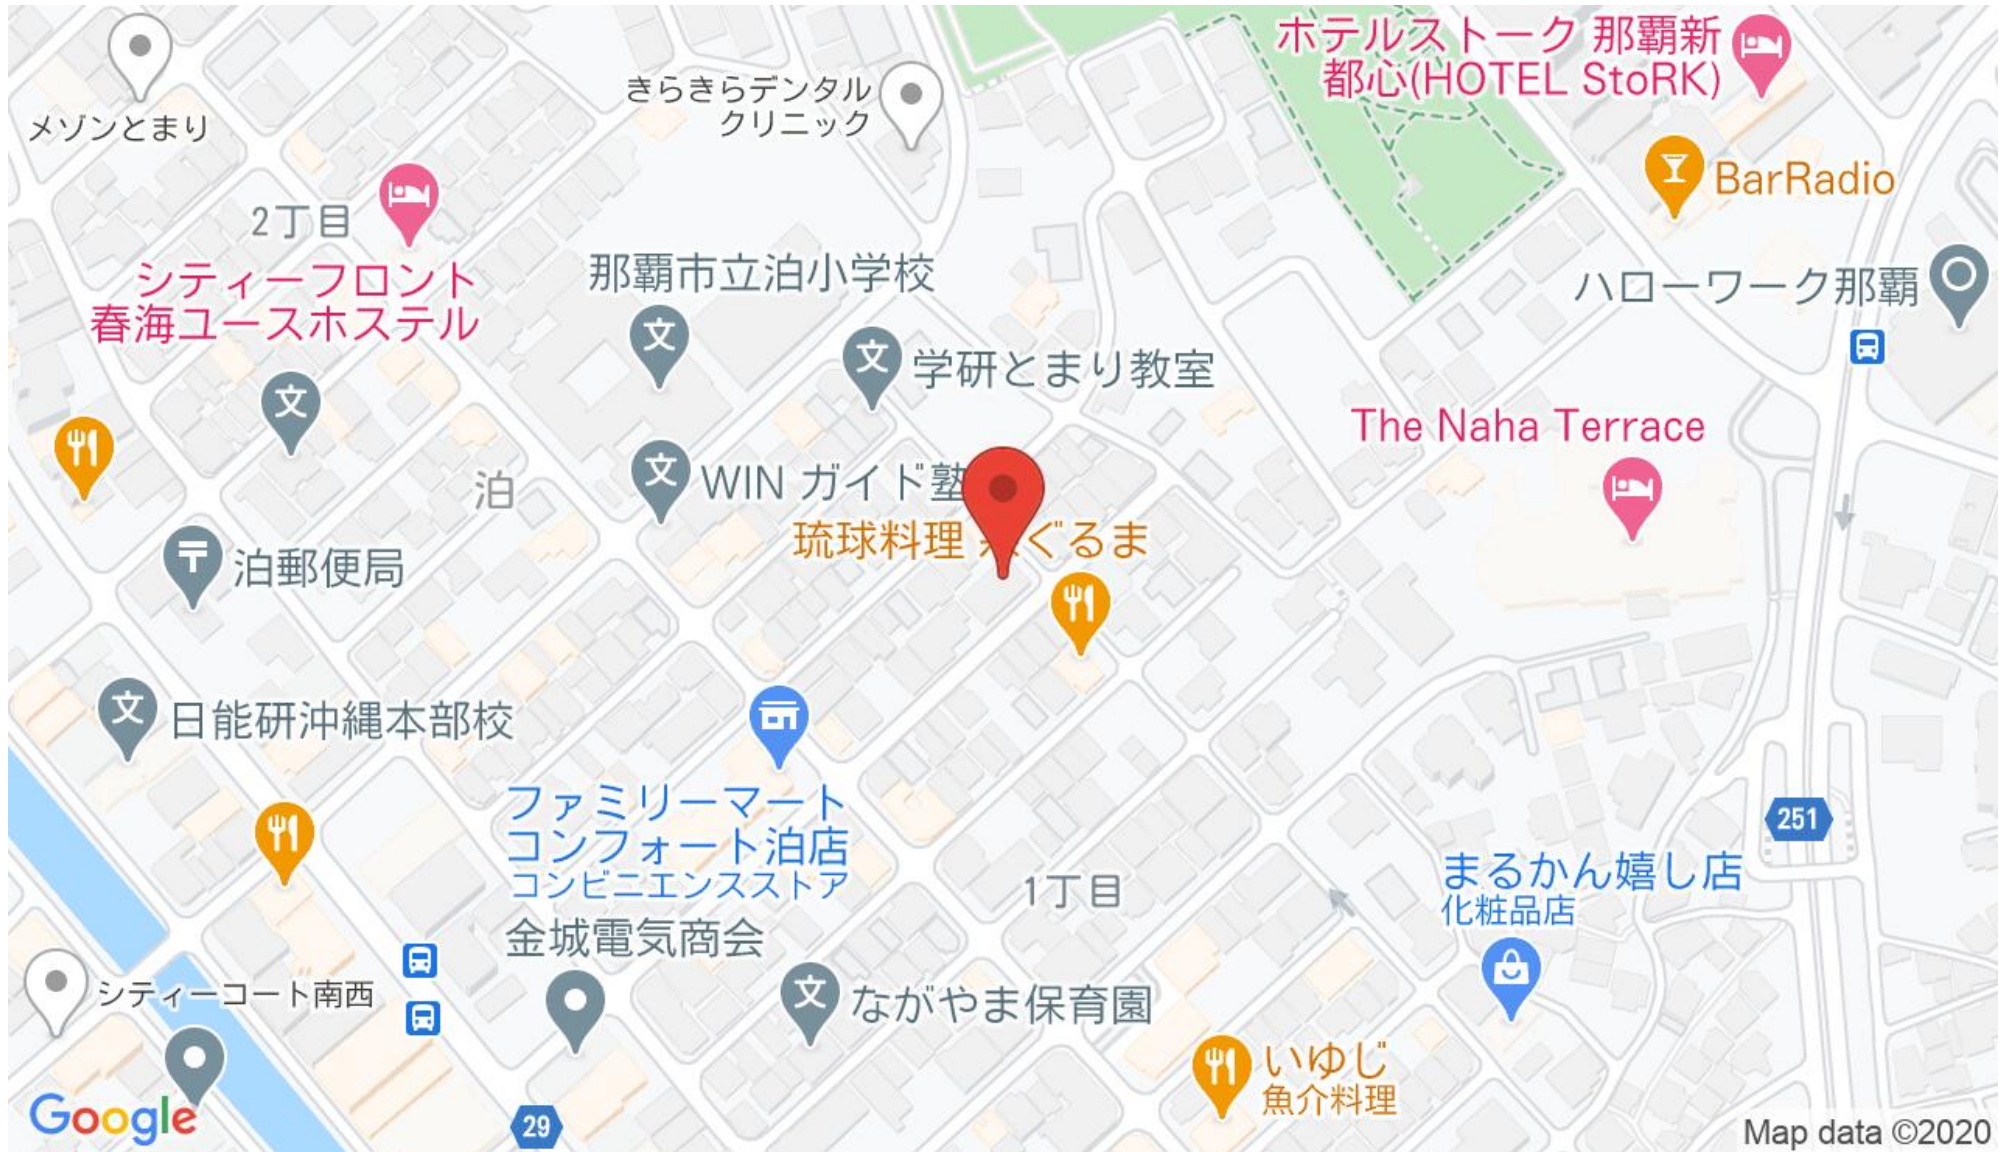 ホテルストーク 那覇新
都心(HOTEL StoRK)
きらきらデンタル
クリニック
メゾンとまり
BarRadio
2丁目
シティーフロント
春海ユースホステル
那覇市立泊小学校
ハローワーク那覇
文
文
学研とまり教室
文
The Naha Terrace
文
WIN ガイド塾
泊
琉球料理 ぐるま
泊郵便局
文
日能研沖縄本部校
ファミリーマート
コンフォート泊店
コンビニエンスストア
251
まるかん嬉し店
化粧品店
1丁目
金城電気商会
文
ながやま保育園
シティーコート南西
いゆじ
魚介料理
Google
29
Map data ©2020